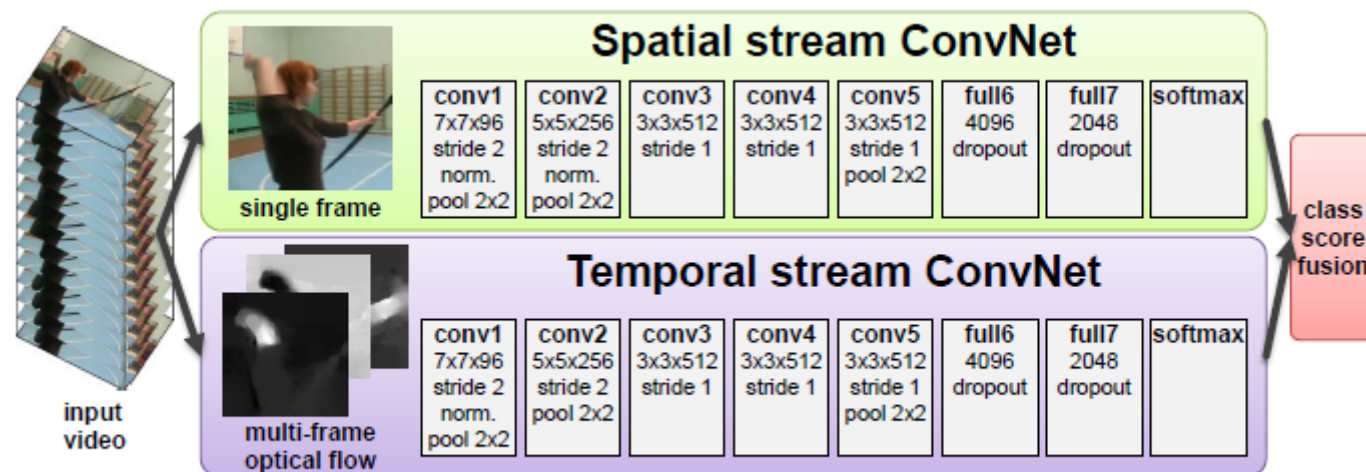 Spatial stream ConvNet
single frame
conv1
7x7x96
stride 2
norm.
pool 2x2
conv2
5x5x256
stride 2
norm.
pool 2x2
conv3
3x3x512
stride 1
conv4
3x3x512
stride 1
conv5
3x3x512
stride 1
pool 2x2
full6
4096
dropout
full7
2048
dropout
softmax
input
video
Temporal stream ConvNet
multi-frame
optical flow
conv1
7x7x96
stride 2
norm.
pool 2x2
conv2
5x5x256
stride 2
pool 2x2
conv3
3x3x512
stride 1
conv4
3x3x512
stride 1
conv5
3x3x512
stride 1
pool 2x2
full6
4096
dropout
full7
2048
dropout
softmax
class
score
fusion